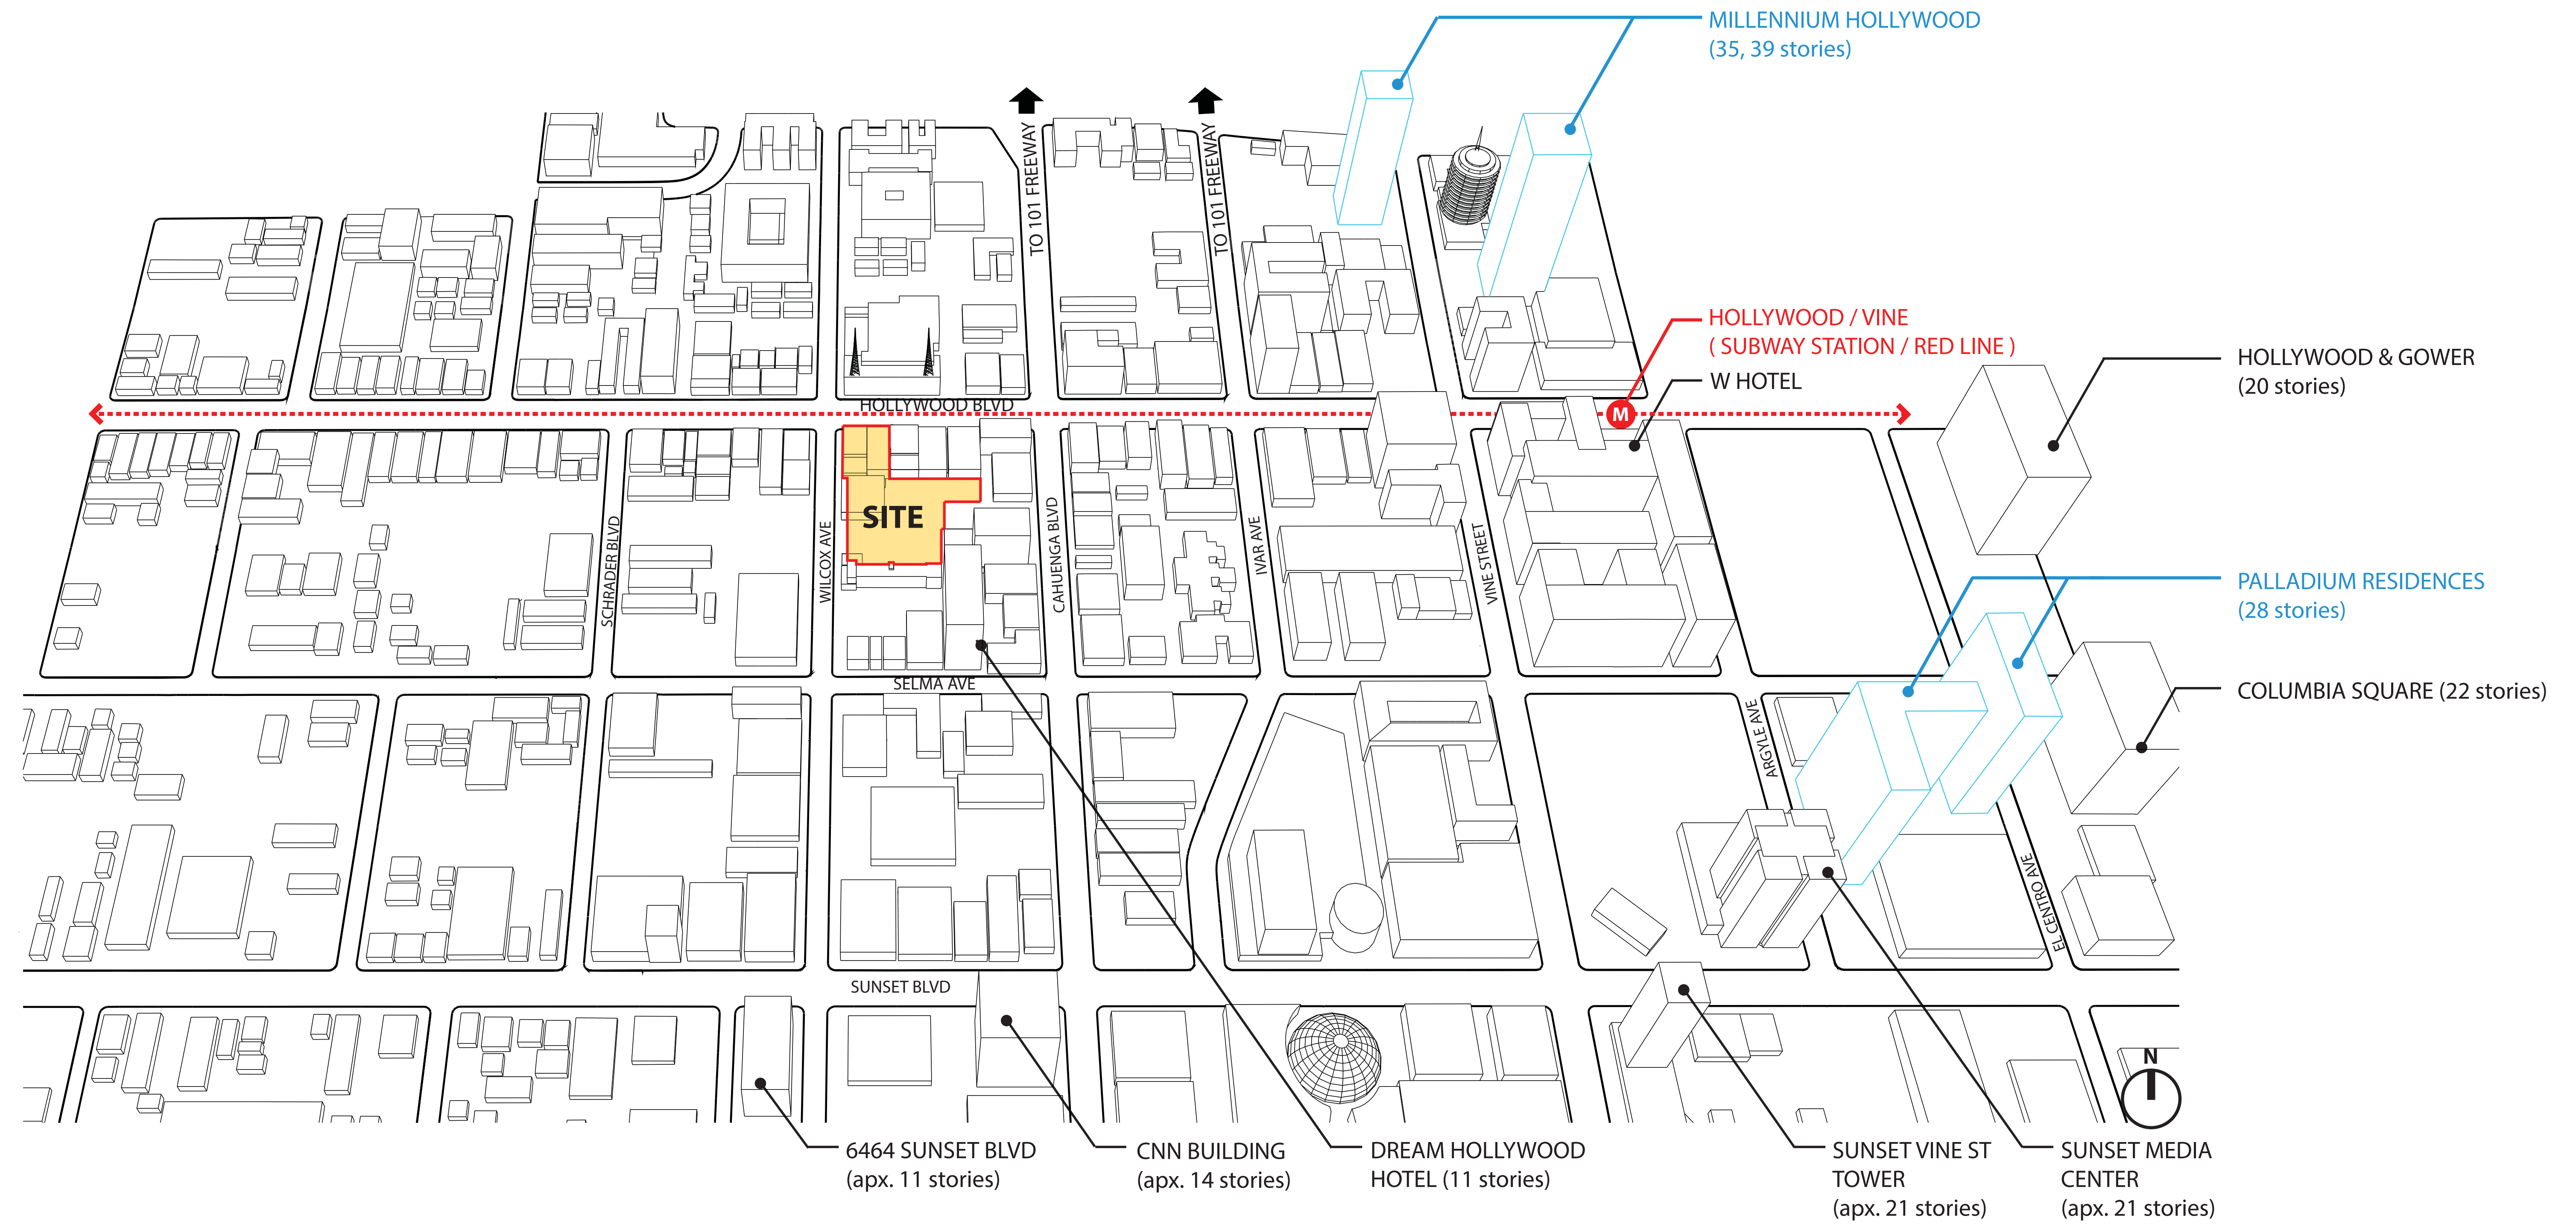 MILLENNIUM HOLLYWOOD
(35, 39 stories)
TO 101 FREEWAY
TO 101 FREEWAY
HOLLYWOOD / VINE
( SUBWAY STATION / RED LINE )
W HOTEL
HOLLYWOOD & GOWER
(20 stories)
HOLLYWOOD BLVD
M
SITE
SCHRADER BLVD
WILCOX AVE
CAHUENGA BLVD
IVAR AVE
VINE STREET
PALLADIUM RESIDENCES
(28 stories)
SELMA AVE
COLUMBIA SQUARE (22 stories)
ARGYLE AVE
EL CENTRO AVE
SUNSET BLVD
N
6464 SUNSET BLVD
(apx. 11 stories)
CNN BUILDING
(apx. 14 stories)
DREAM HOLLYWOOD
HOTEL (11 stories)
SUNSET VINE ST
TOWER
(apx. 21 stories)
SUNSET MEDIA
CENTER
(apx. 21 stories)